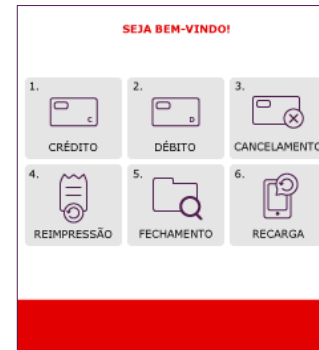 SEJA BEM-VINDO!
1. 2. 3.
C D
CRÉDITO DÉBITO CANCELAMENTO
4. 5. 6.
REIMPRESSÃO FECHAMENTO RECARGA